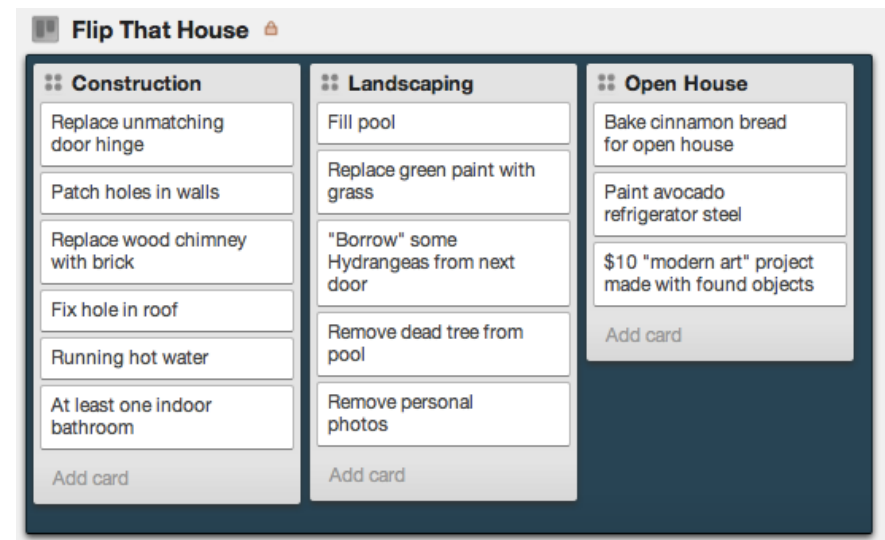 Flip That House
Construction
Replace unmatching
door hinge
Patch holes in walls
Replace wood chimney
with brick
Fix hole in roof
Running hot water
At least one indoor
bathroom
Add card
Landscaping
Fill pool
Replace green paint with
grass
"Borrow" some
Hydrangeas from next
door
Remove dead tree from
pool
Remove personal
photos
Add card
Open House
Bake cinnamon bread
for open house
Paint avocado
refrigerator steel
$10 "modern art" project
made with found objects
Add card